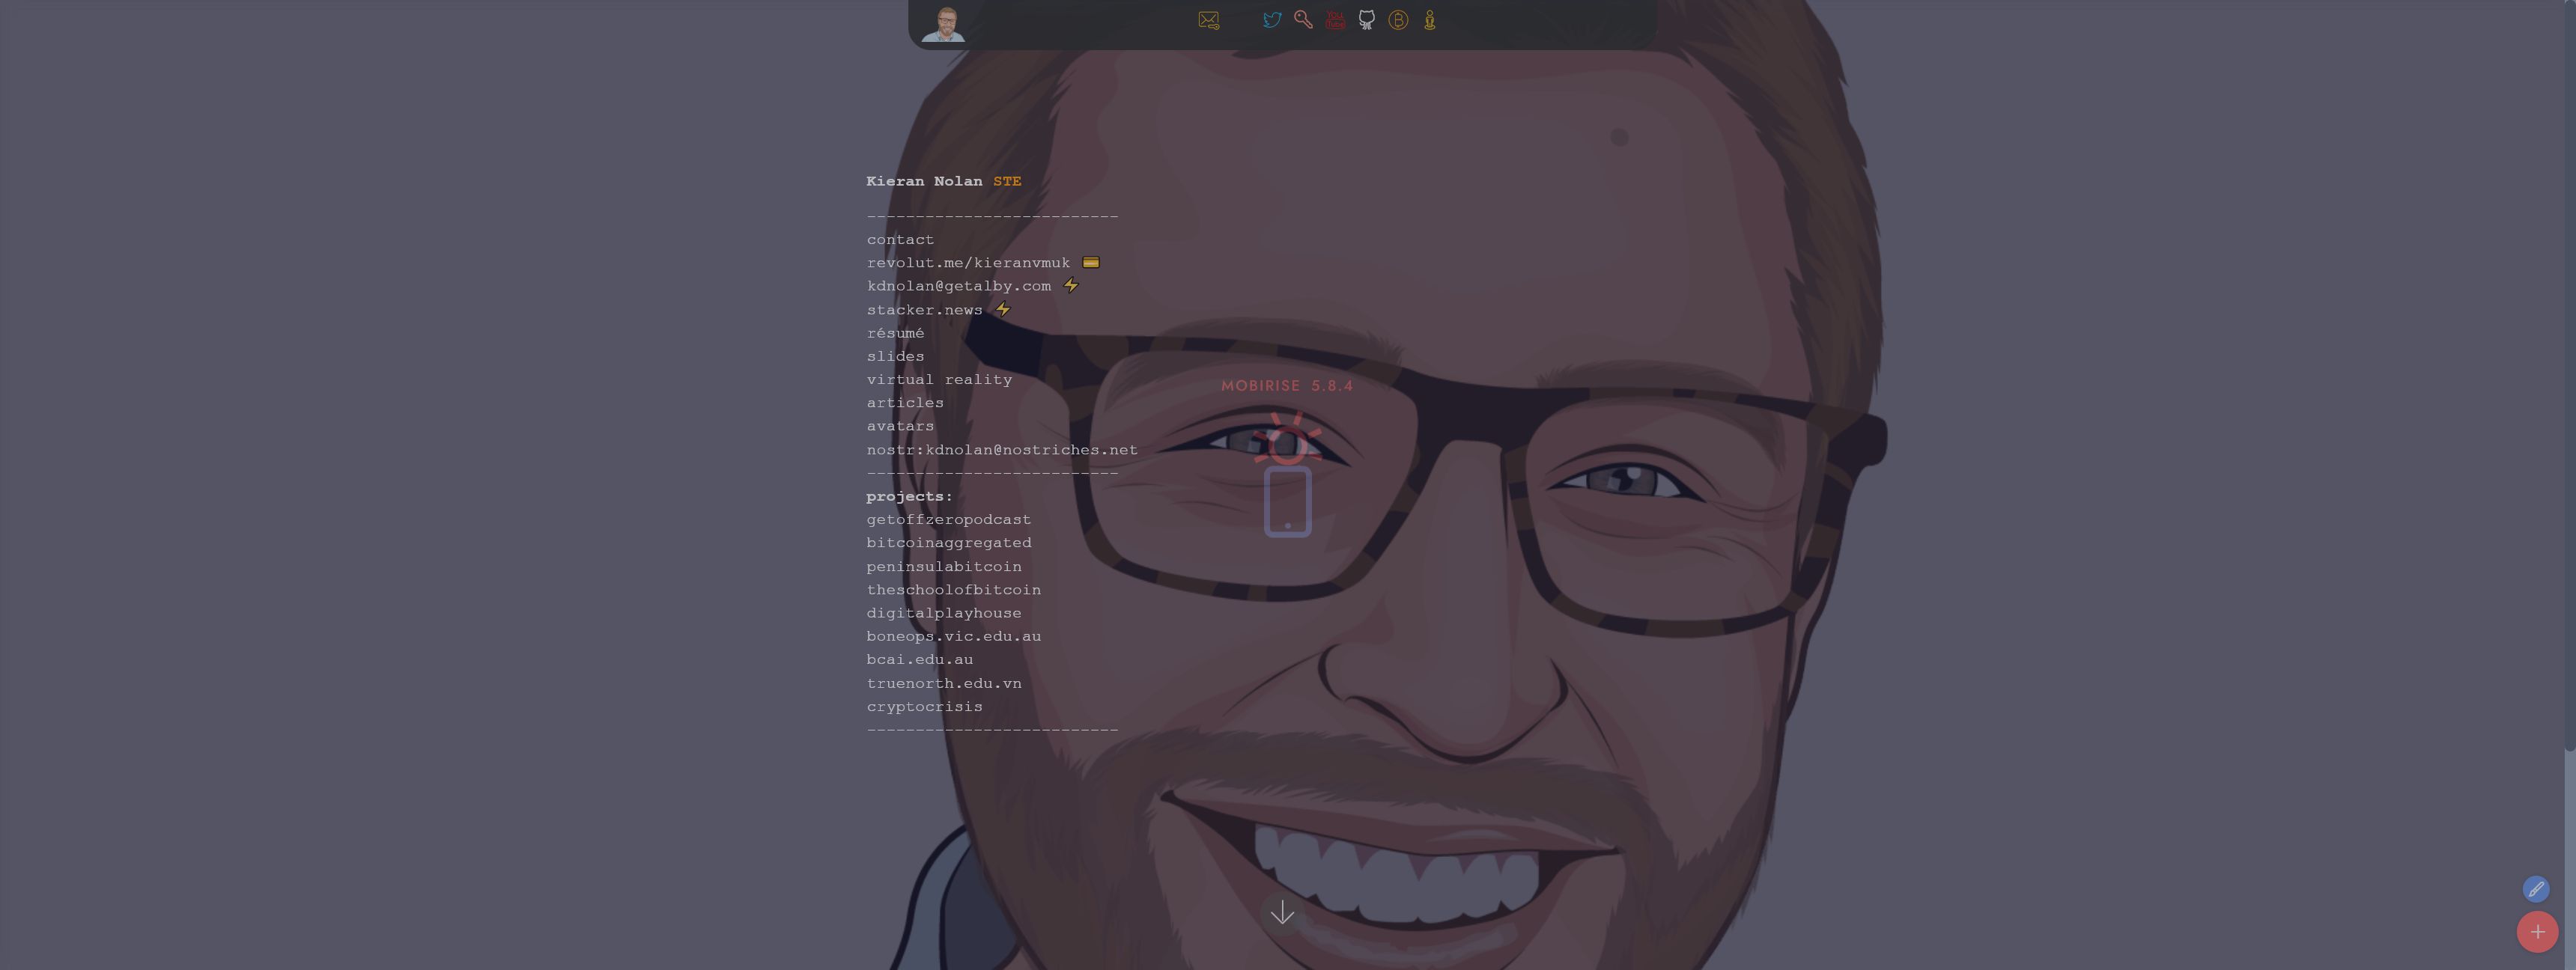 Kieran Nolan STE
--------------------------
contact
revolut.me/kieranvmuk
kdnolan@getalby.com
stacker.news
résumé
slides
virtual reality
articles
avatars
nostr:kdnolan@nostriches.net
--------------------------
projects:
getoffzeropodcast
bitcoinaggregated
peninsulabitcoin
theschoolofbitcoin
digitalplayhouse
boneops.vic.edu.au
bcai.edu.au
truenorth.edu.vn
cryptocrisis
--------------------------
MOBIRISE 5.8.4